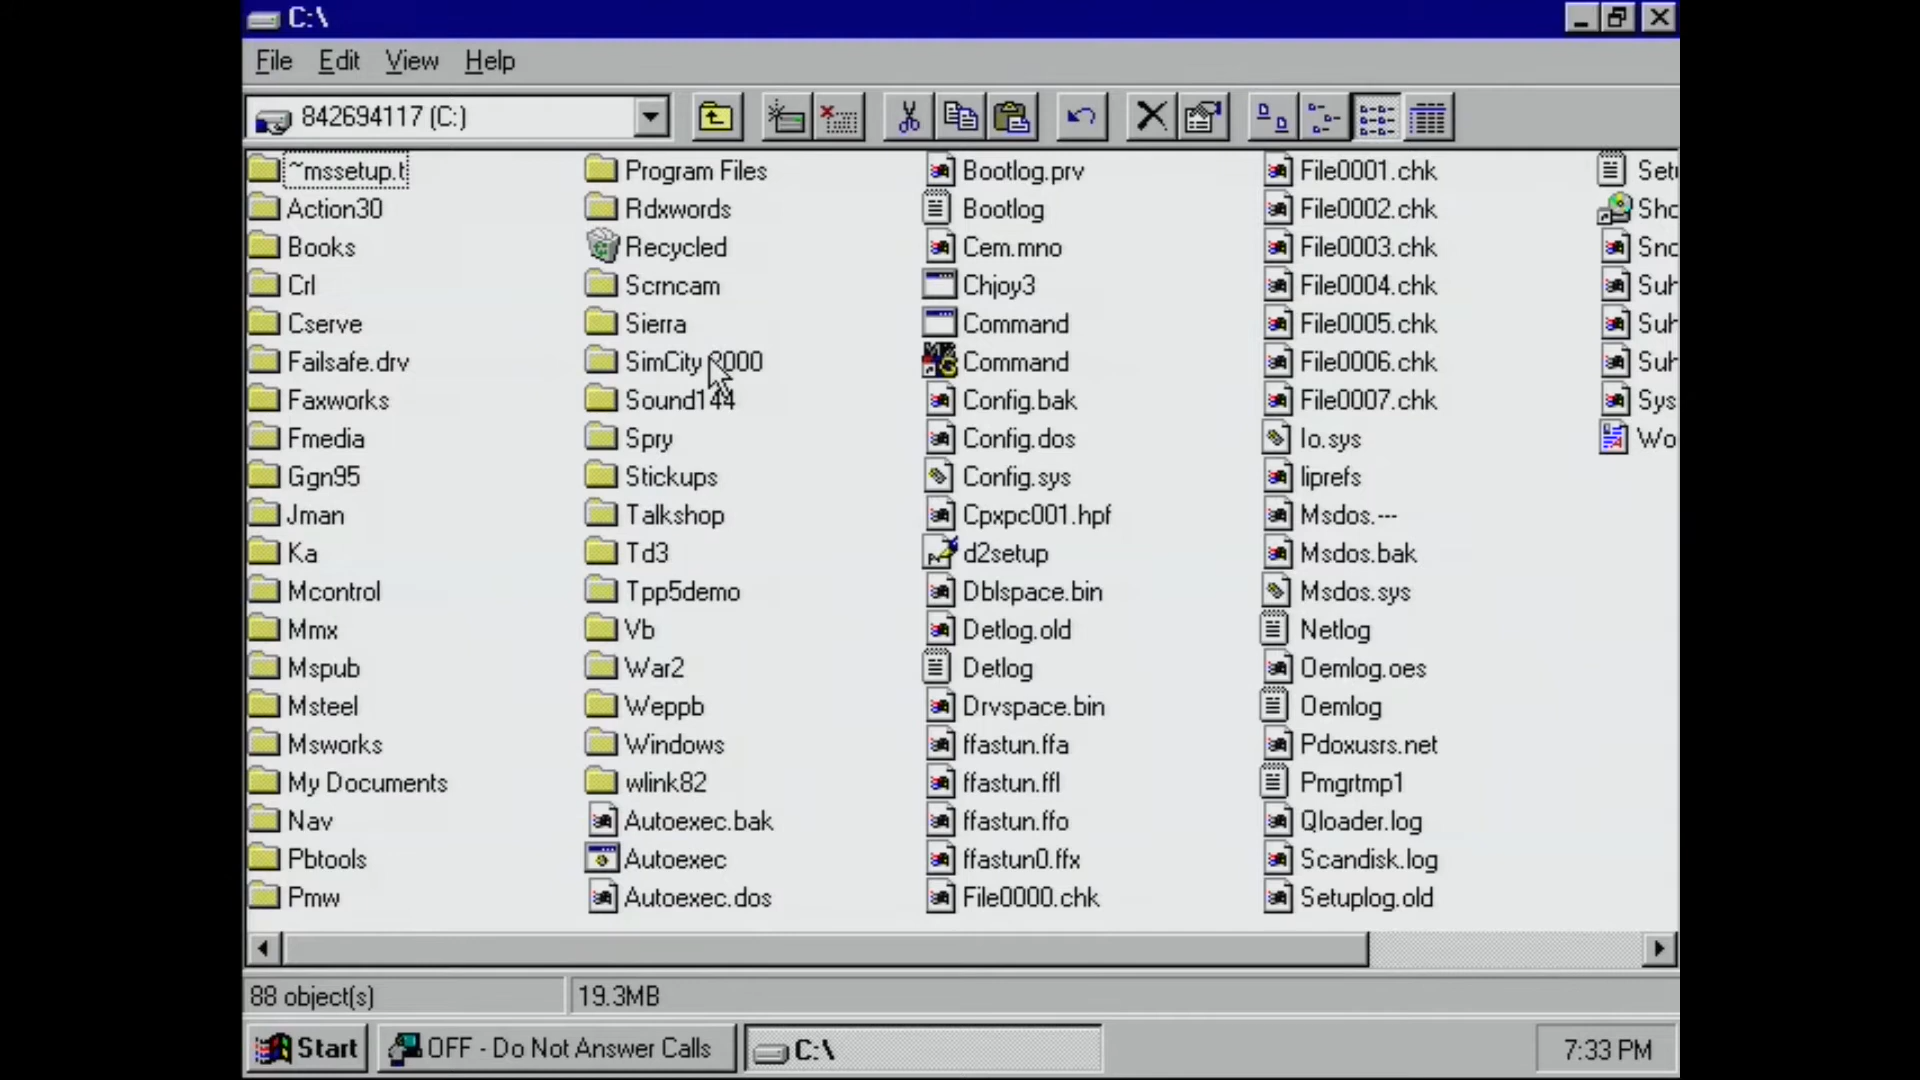 C:\
File Edit View Help
842694117 (C:)
~mssetup.t
Action30
Books
Crl
Cserve
Failsafe.drv
Faxworks
Fmedia
Ggn95
Jman
Ka
Mcontrol
Mmx
Mspub
Msteel
Msworks
My Documents
Nav
Pbtools
Pmw
Program Files
Rdxwords
Recycled
Scrncam
Sierra
SimCity 2000
Sound144
Spry
Stickups
Talkshop
Td3
Tpp5demo
Vb
War2
Weppb
Windows
wlink82
Autoexec.bak
Autoexec
Autoexec.dos
Bootlog.prv
Bootlog
Cem.mno
Chjoy3
Command
Command
Config.bak
Config.dos
Config.sys
Cpxpc001.hpf
d2setup
Dblspace.bin
Detlog.old
Detlog
Drvspace.bin
ffastun.ffa
ffastun.ffl
ffastun.ffo
ffastun0.ffx
File0000.chk
File0001.chk
File0002.chk
File0003.chk
File0004.chk
File0005.chk
File0006.chk
File0007.chk
Io.sys
liprefs
Msdos.---
Msdos.bak
Msdos.sys
Netlog
Oemlog.oes
Oemlog
Pdoxusrs.net
Pmgrtmp1
Qloader.log
Scandisk.log
Setuplog.old
88 object(s) 19.3MB
Start OFF - Do Not Answer Calls C:\ 7:33 PM